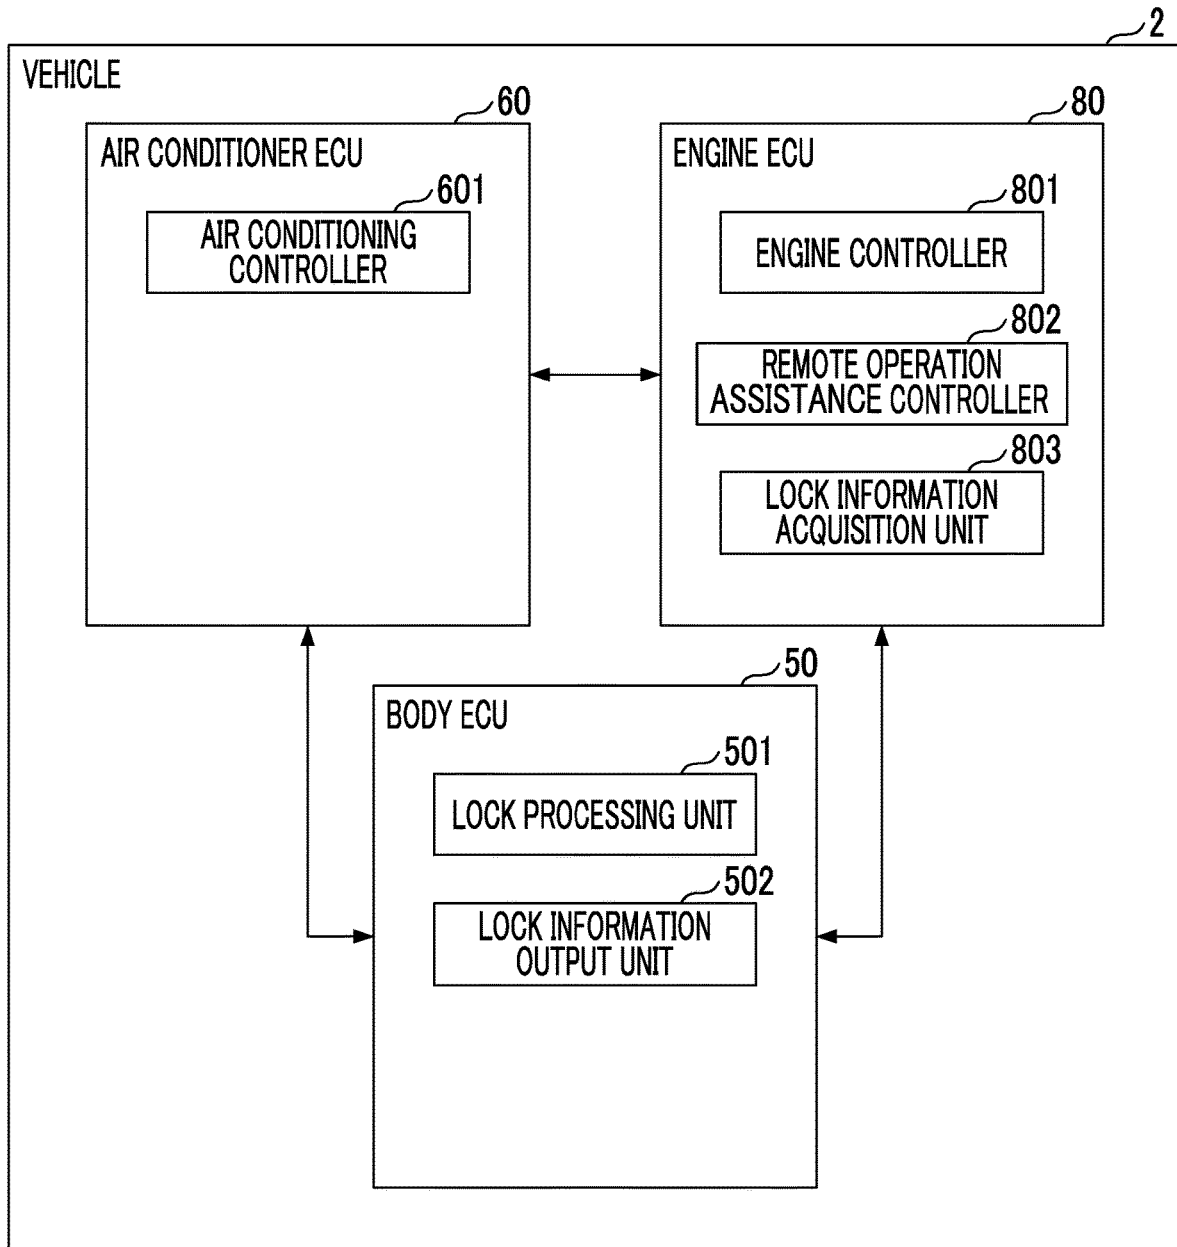 2
VEHICLE
60
AIR CONDITIONER ECU
601
AIR CONDITIONING
CONTROLLER
80
ENGINE ECU
801
ENGINE CONTROLLER
802
REMOTE OPERATION
ASSISTANCE CONTROLLER
803
LOCK INFORMATION
ACQUISITION UNIT
50
BODY ECU
501
LOCK PROCESSING UNIT
502
LOCK INFORMATION
OUTPUT UNIT